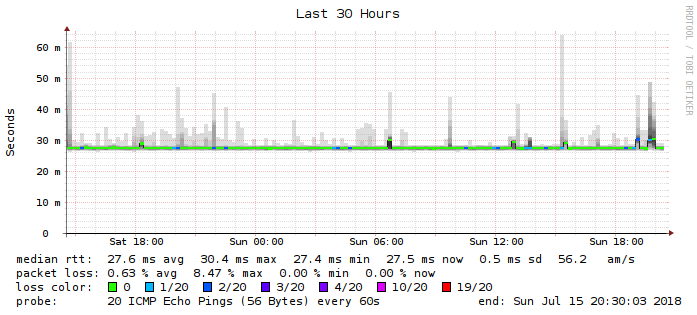 Last 30 Hours
RRDTOOL / TOBI OETIKER
Seconds
60 m
50 m
40 m
30 m
20 m
10 m
0
Sat 18:00 Sun 00:00 Sun 06:00 Sun 12:00 Sun 18:00
median rtt: 27.6 ms avg 30.4 ms max 27.4 ms min 27.5 ms now 0.5 ms sd 56.2 am/s
packet loss: 0.63 % avg 8.47 % max 0.00 % min 0.00 % now
loss color: 0 1/20 2/20 3/20 4/20 10/20 19/20
probe: 20 ICMP Echo Pings (56 Bytes) every 60s end: Sun Jul 15 20:30:03 2018